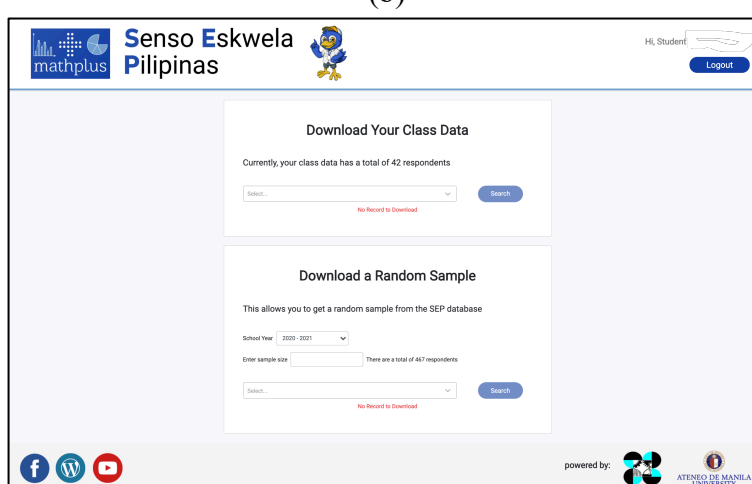 Senso Eskwela
Pilipinas
mathplus
Hi, Student
Logout
Download Your Class Data
Currently, your class data has a total of 42 respondents
Select...
Search
No Record to Download
Download a Random Sample
This allows you to get a random sample from the SEP database
School Year 2020 - 2021
Enter sample size There are a total of 467 respondents
Select...
Search
No Record to Download
powered by:
ATENEO DE MANILA
UNIVERSITY